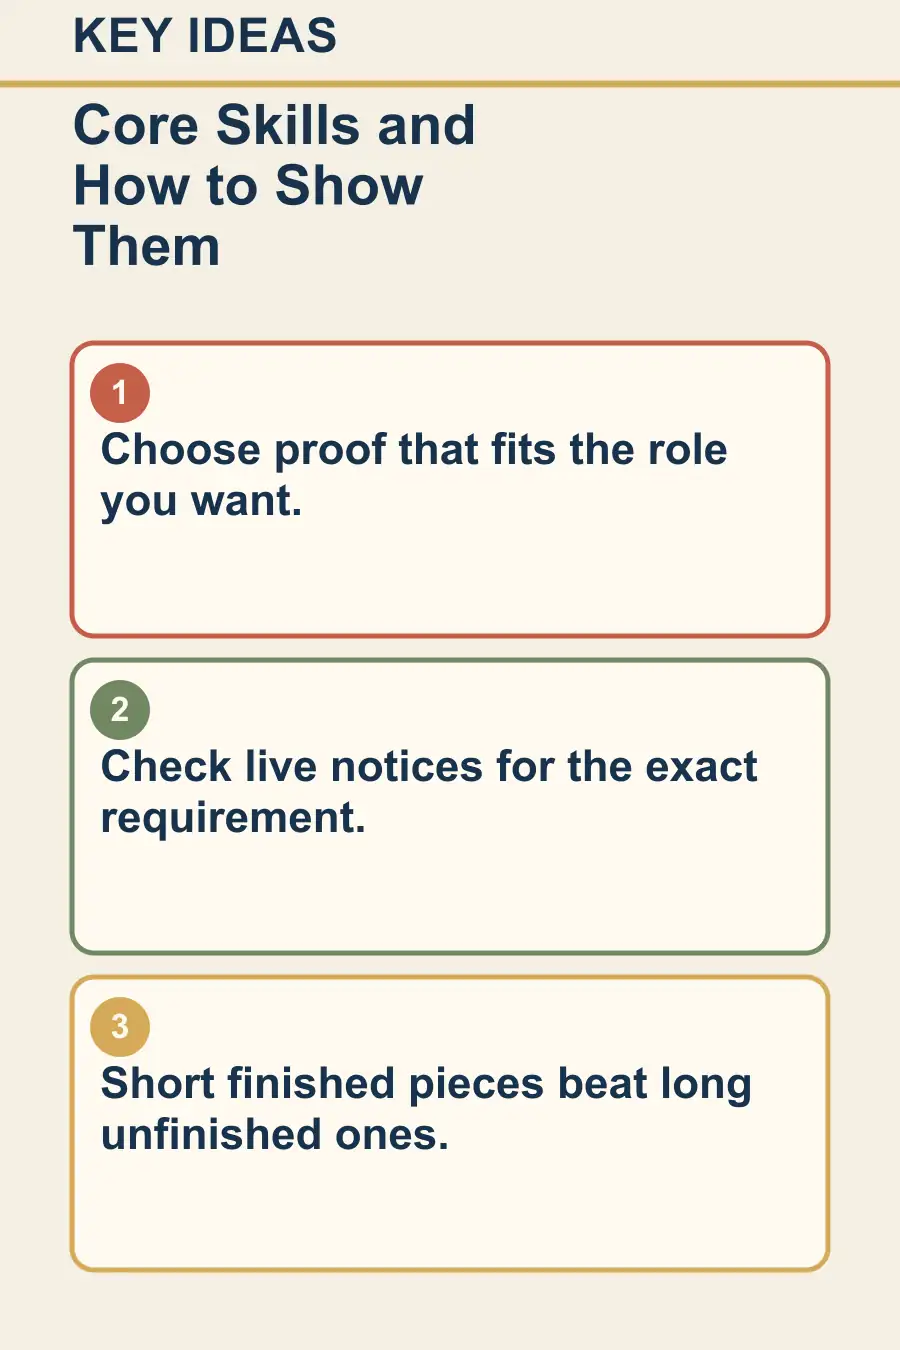 KEY IDEAS
Core Skills and
How to Show
Them
1
Choose proof that fits the role
you want.
2
Check live notices for the exact
requirement.
3
Short finished pieces beat long
unfinished ones.